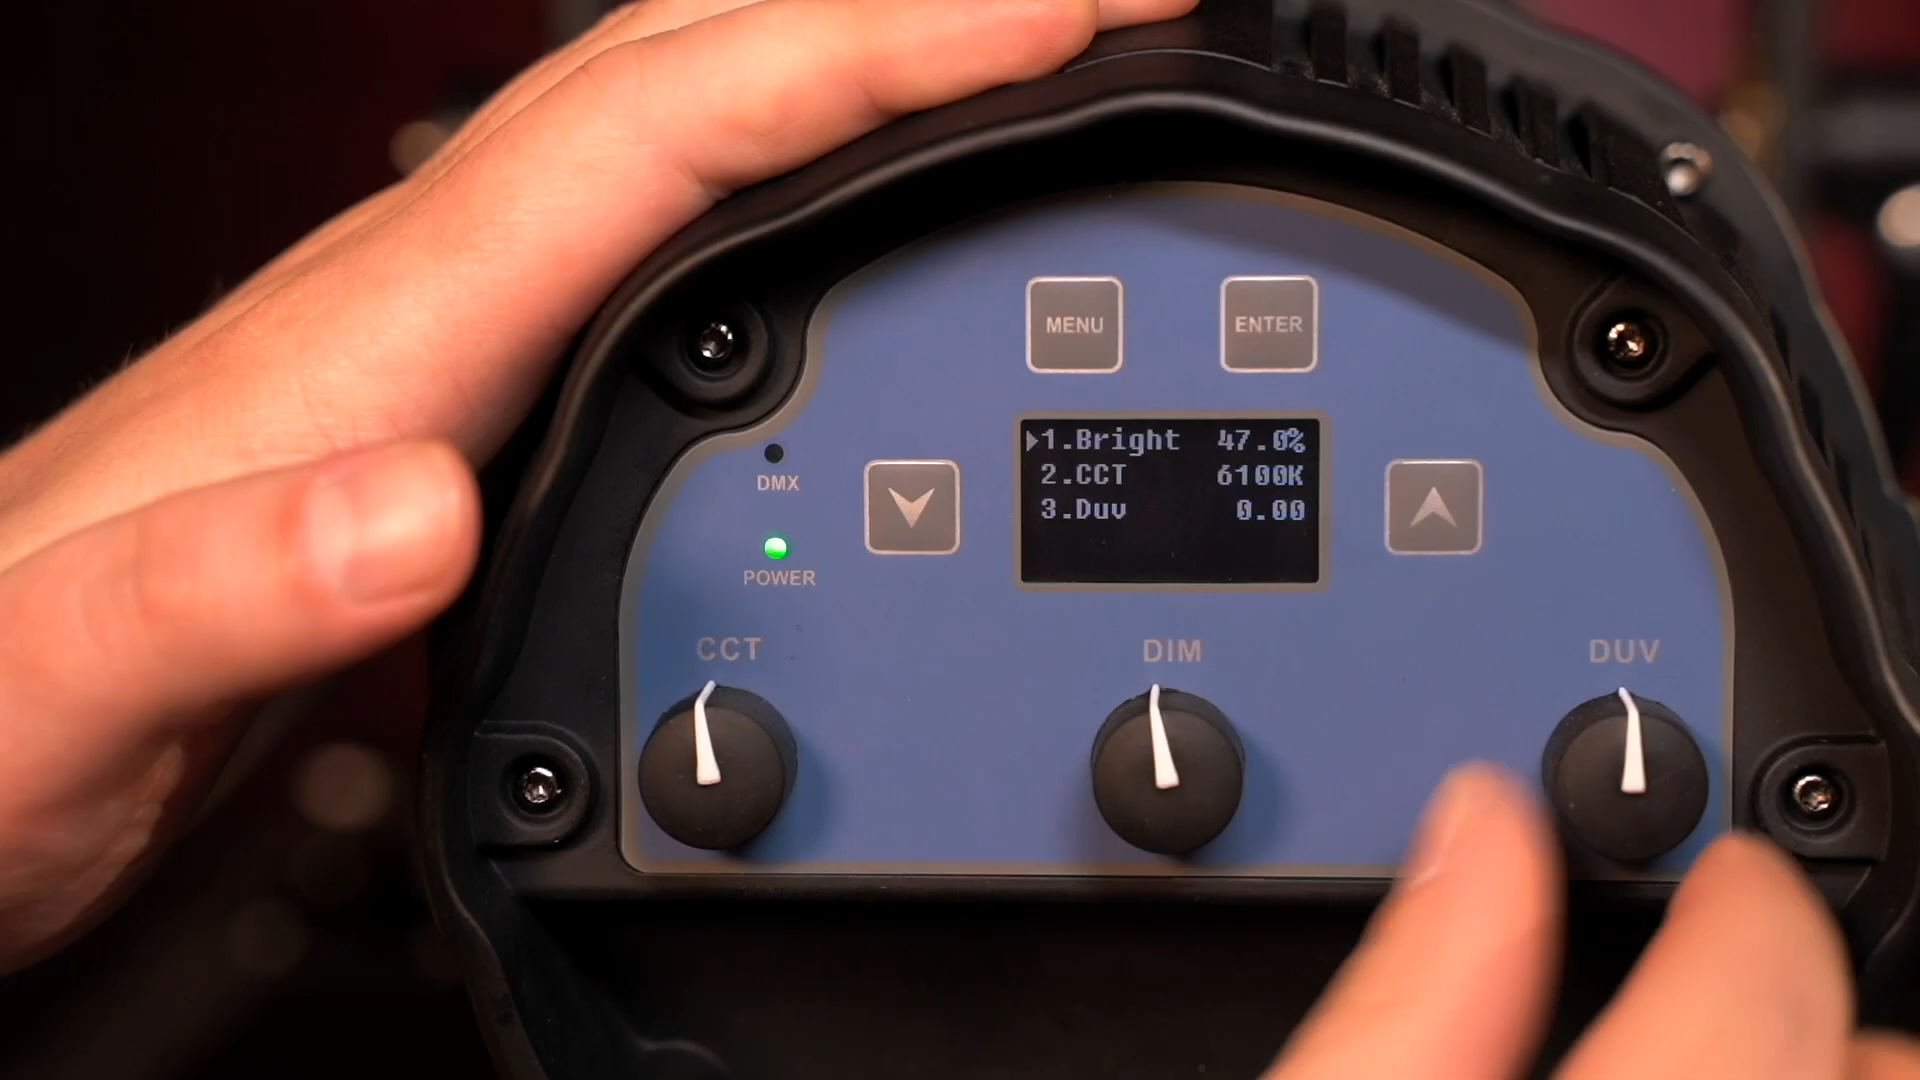 MENU
ENTER
1.Bright 47.0%
2.CCT 6100K
3.Duv 0.00
DMX
POWER
CCT
DIM
DUV